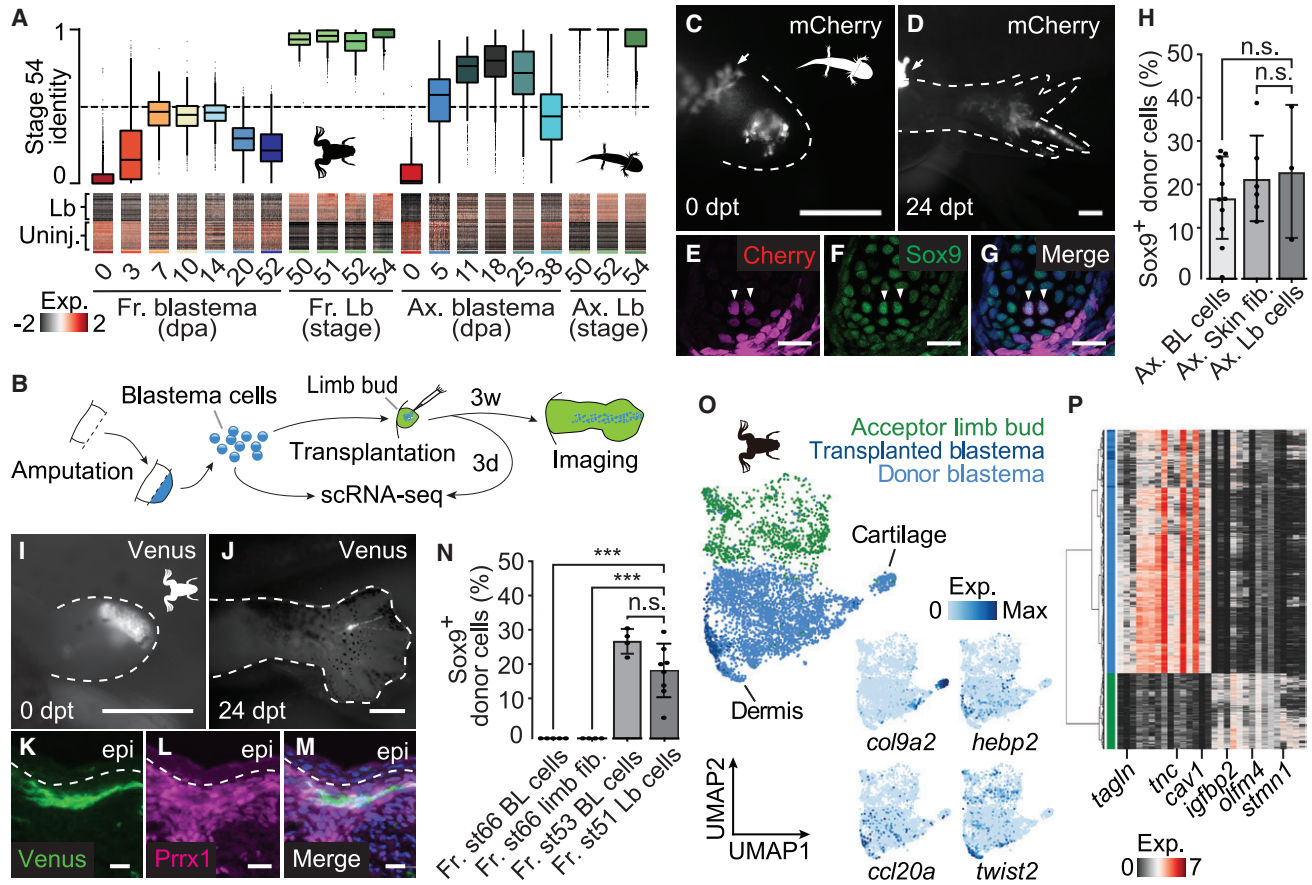 A
1
Stage 54
identity
0
Lb
Uninj.
0 3 7 10 14 20 52 50 51 52 54 0 5 11 18 25 38 50 52 54
Fr. blastema
(dpa)
Fr. Lb
(stage)
Ax. blastema
(dpa)
Ax. Lb
(stage)
Exp.
-2 2
B
Amputation
Blastema cells
Limb bud
Transplantation
3w
3d
scRNA-seq
Imaging
C
mCherry
0 dpt
D
mCherry
24 dpt
E
Cherry
F
Sox9
G
Merge
H
Sox9+ donor cells (%)
50
40
30
20
10
0
n.s.
n.s.
Ax. BL cells
Ax. Skin fib.
Ax. Lb cells
I
Venus
0 dpt
J
Venus
24 dpt
K
epi
Venus
L
epi
Prrx1
M
epi
Merge
N
Sox9+
donor cells (%)
50
40
30
20
10
0
***
***
n.s.
Fr. st66 BL cells
Fr. st66 limb fib.
Fr. st53 BL cells
Fr. st51 Lb cells
O
Acceptor limb bud
Transplanted blastema
Donor blastema
Cartilage
Dermis
Exp.
0 Max
col9a2
hebp2
ccl20a
twist2
UMAP2
UMAP1
P
tagln
tnc
cav1
igfbp2
olfm4
stmn1
Exp.
0 7